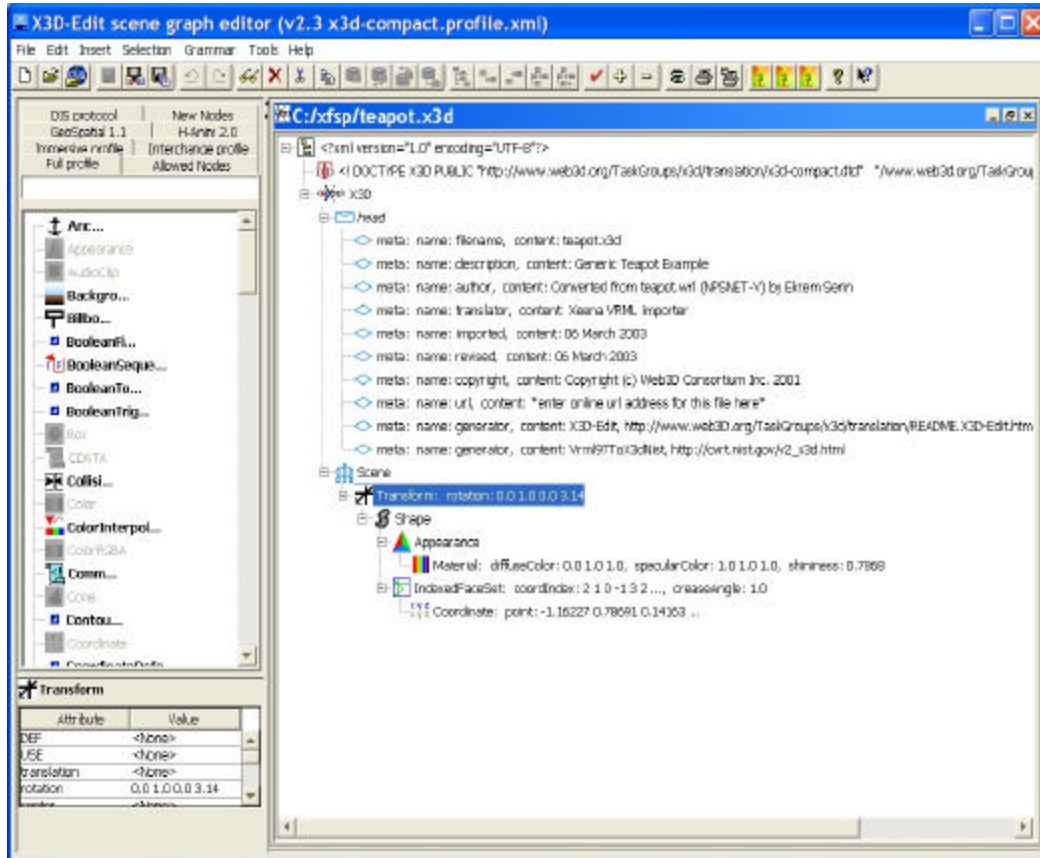 X3D-Edit scene graph editor (v2.3 x3d-compact.profile.xml)
File Edit Insert Selection Grammar Tools Help
DIS protocol New Nodes
GeoSpatial 1.1 H-Anim 2.0
Immersive profile Interchange profile
Full profile Allowed Nodes
Anc...
Appearance
AudioClip
Backgro...
Bilbo...
BooleanFi...
BooleanSeque...
BooleanTo...
BooleanTrig...
Box
CDATA
Collisi...
Color
ColorInterpol...
ColorRGBA
Comm...
Cone
Contou...
Coordinate
Transform
Attribute Value
DEF <None>
USE <None>
translation <None>
rotation 0.0 1.0 0.0 3.14
center <None>
C:/xfsp/teapot.x3d
<?xml version="1.0" encoding="UTF-8"?>
<!DOCTYPE X3D PUBLIC "http://www.web3d.org/TaskGroups/x3d/translation/x3d-compact.dtd" "/www.web3d.org/TaskGroup
X3D
head
meta: name: filename, content: teapot.x3d
meta: name: description, content: Generic Teapot Example
meta: name: author, content: Converted from teapot.wrl (NPSNET-V) by Ekrem Serin
meta: name: translator, content: Xeena VRML importer
meta: name: imported, content: 06 March 2003
meta: name: revised, content: 06 March 2003
meta: name: copyright, content: Copyright (c) Web3D Consortium Inc. 2001
meta: name: url, content: *enter online url address for this file here*
meta: name: generator, content: X3D-Edit, http://www.web3D.org/TaskGroups/x3d/translation/README.X3D-Edit.htm
meta: name: generator, content: Vrml97ToX3dNist, http://ovrt.nist.gov/v2_x3d.html
Scene
Transform: rotation: 0.0 1.0 0.0 3.14
Shape
Appearance
Material: diffuseColor: 0.0 1.0 1.0, specularColor: 1.0 1.0 1.0, shininess: 0.7868
IndexedFaceSet: coordIndex: 2 1 0 -1 3 2 ..., creaseAngle: 1.0
Coordinate: point: -1.16227 0.78691 0.14163 ...